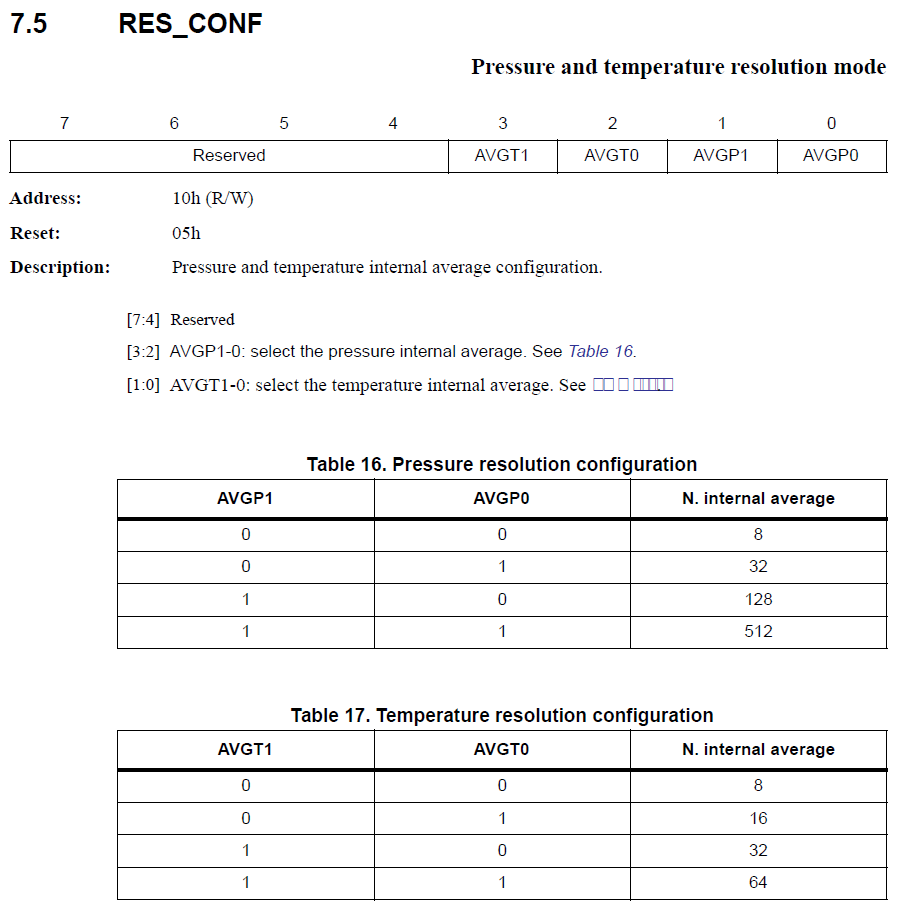 7.5 RES_CONF
Pressure and temperature resolution mode
7 6 5 4 3 2 1 0
Reserved AVGT1 AVGT0 AVGP1 AVGP0
Address: 10h (R/W)
Reset: 05h
Description: Pressure and temperature internal average configuration.
[7:4] Reserved
[3:2] AVGP1-0: select the pressure internal average. See Table 16.
[1:0] AVGT1-0: select the temperature internal average. See
Table 16. Pressure resolution configuration
AVGP1 AVGP0 N. internal average
0 0 8
0 1 32
1 0 128
1 1 512
Table 17. Temperature resolution configuration
AVGT1 AVGT0 N. internal average
0 0 8
0 1 16
1 0 32
1 1 64